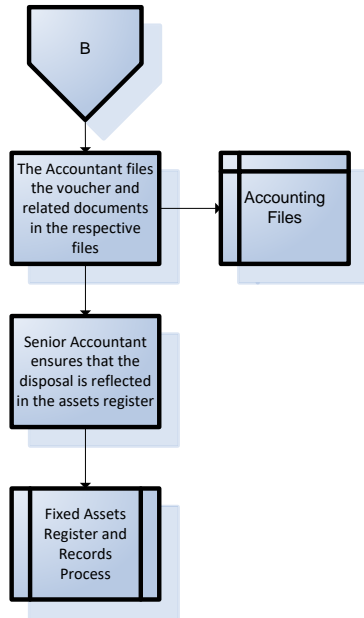 B
The Accountant files
the voucher and
related documents
in the respective
files
Accounting
Files
Senior Accountant
ensures that the
disposal is reflected
in the assets register
Fixed Assets
Register and
Records
Process